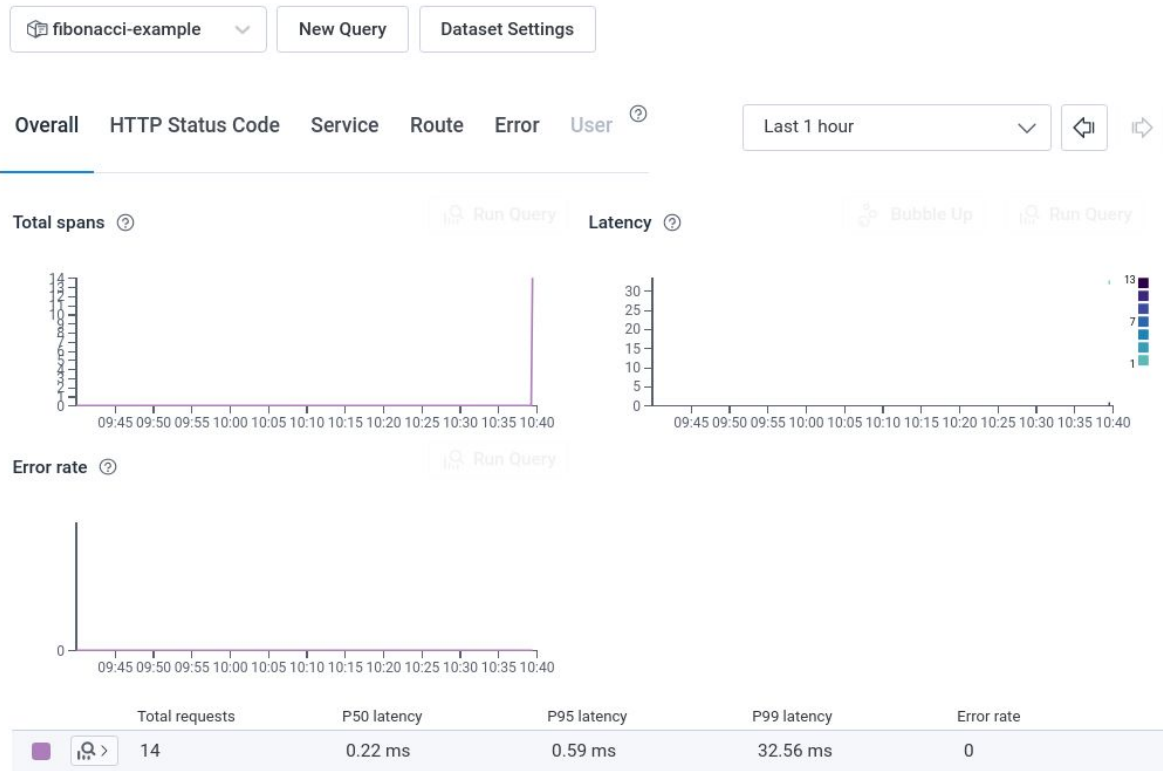 fibonacci-example New Query Dataset Settings
Overall HTTP Status Code Service Route Error User ?
Last 1 hour
Total spans ? Run Query
Latency ? Bubble Up Run Query
14
13
12
11
10
9
8
7
6
5
4
3
2
1
0
09:45 09:50 09:55 10:00 10:05 10:10 10:15 10:20 10:25 10:30 10:35 10:40
30
25
20
15
10
5
0
09:45 09:50 09:55 10:00 10:05 10:10 10:15 10:20 10:25 10:30 10:35 10:40
13
7
1
Error rate ? Run Query
0
09:45 09:50 09:55 10:00 10:05 10:10 10:15 10:20 10:25 10:30 10:35 10:40
Total requests P50 latency P95 latency P99 latency Error rate
14 0.22 ms 0.59 ms 32.56 ms 0